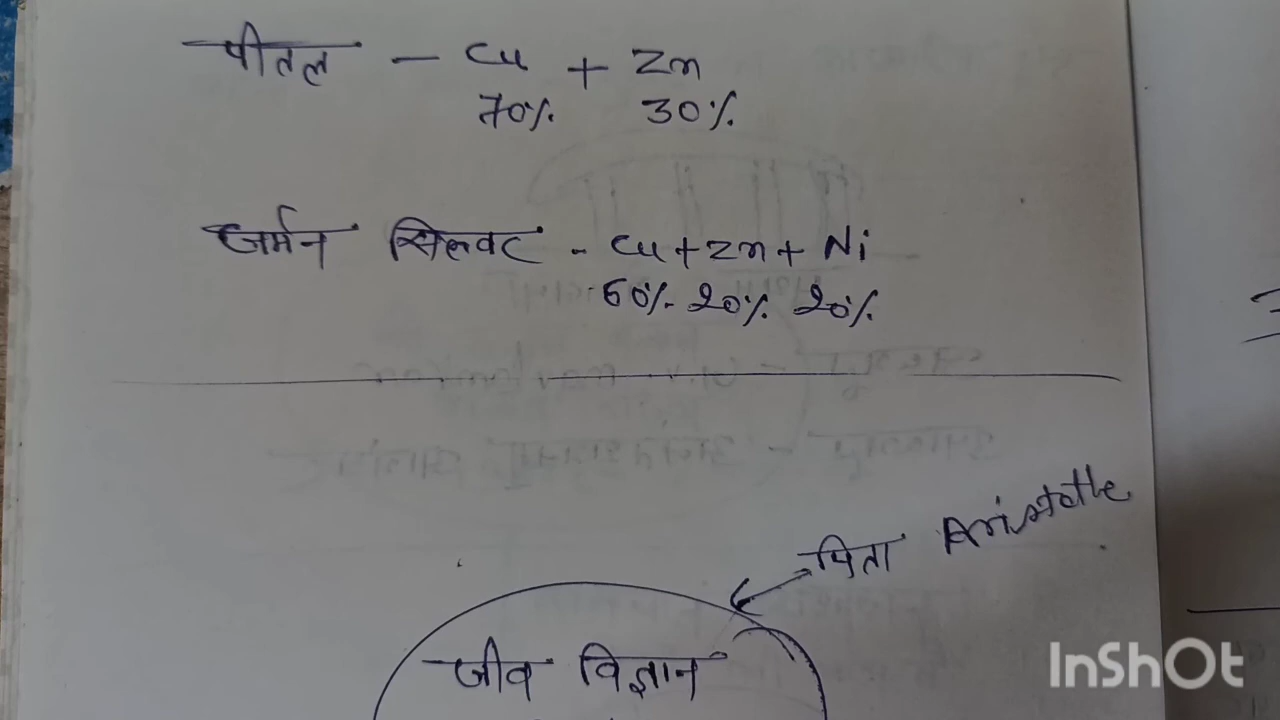 पीतल - Cu + Zn
70% 30%
जर्मन सिल्वर - Cu + Zn + Ni
60% 20% 20%
पिता Aristotle
जीव विज्ञान
InShOt